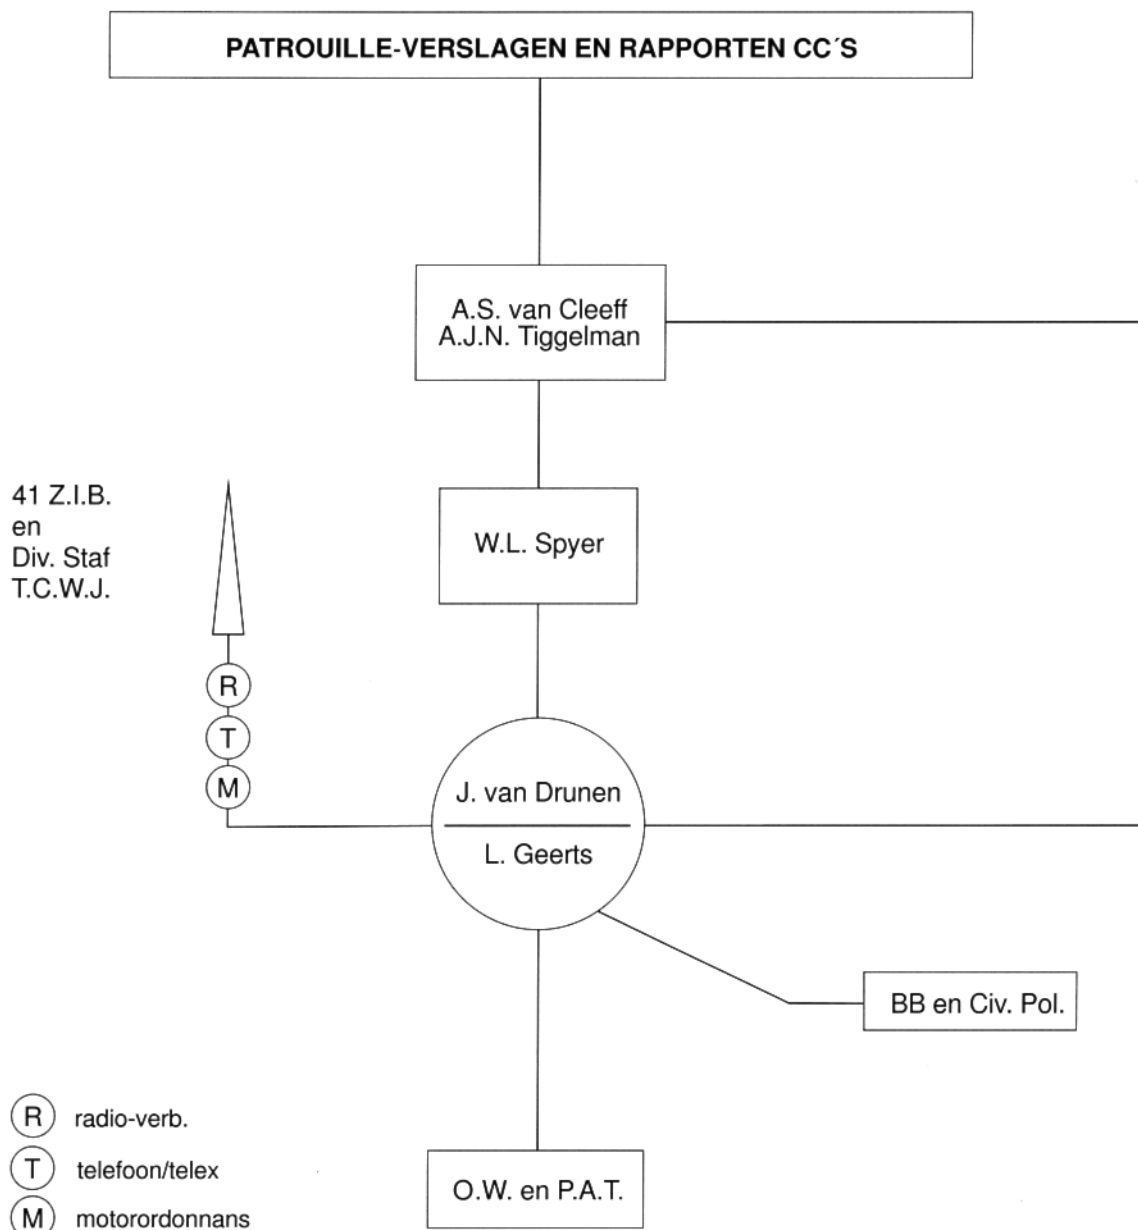 PATROUILLE-VERSLAGEN EN RAPPORTEN CC´S
A.S. van Cleeff
A.J.N. Tiggelman
41 Z.I.B.
en
Div. Staf
T.C.W.J.
W.L. Spyer
R
T
M
J. van Drunen
L. Geerts
BB en Civ. Pol.
O.W. en P.A.T.
R radio-verb.
T telefoon/telex
M motorordonnans